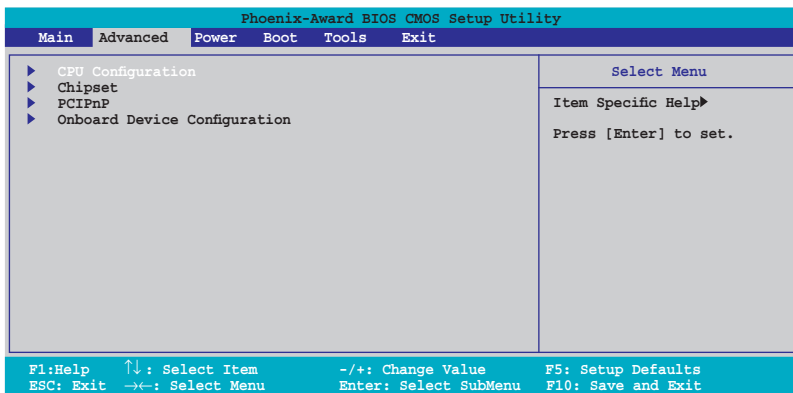 Phoenix-Award BIOS CMOS Setup Utility
Main Advanced Power Boot Tools Exit
CPU Configuration
Chipset
PCIPnP
Onboard Device Configuration
Select Menu
Item Specific Help
Press [Enter] to set.
F1:Help ↑↓: Select Item -/+: Change Value F5: Setup Defaults
ESC: Exit →←: Select Menu Enter: Select SubMenu F10: Save and Exit